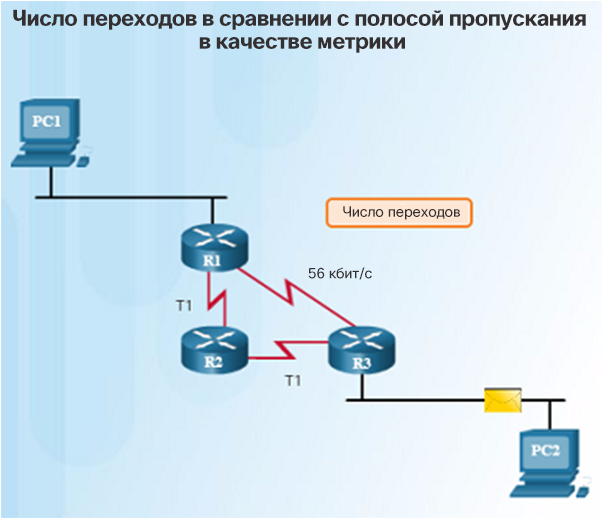 Число переходов в сравнении с полосой пропускания
в качестве метрики
PC1
Число переходов
R1
56 кбит/с
T1
R2
R3
T1
PC2